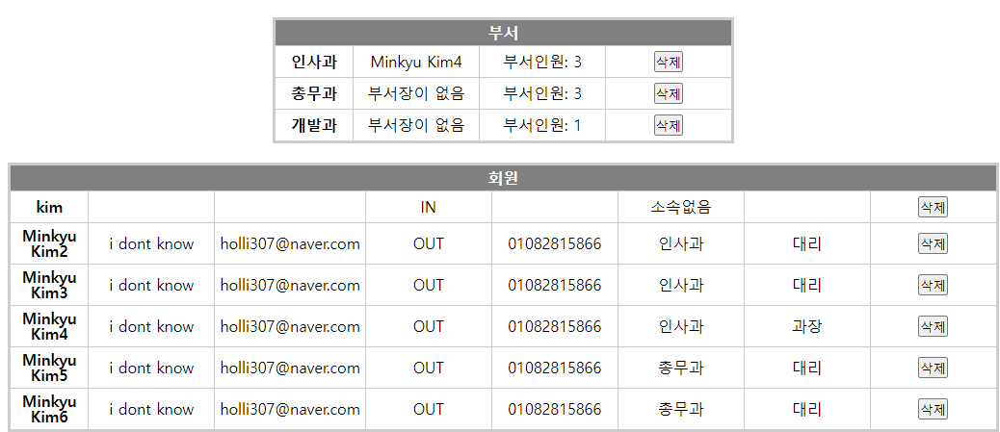 부서
인사과 Minkyu Kim4 부서인원: 3 삭제
총무과 부서장이 없음 부서인원: 3 삭제
개발과 부서장이 없음 부서인원: 1 삭제
회원
kim IN 소속없음 삭제
Minkyu
Kim2 i dont know holli307@naver.com OUT 01082815866 인사과 대리 삭제
Minkyu
Kim3 i dont know holli307@naver.com OUT 01082815866 인사과 대리 삭제
Minkyu
Kim4 i dont know holli307@naver.com OUT 01082815866 인사과 과장 삭제
Minkyu
Kim5 i dont know holli307@naver.com OUT 01082815866 총무과 대리 삭제
Minkyu
Kim6 i dont know holli307@naver.com OUT 01082815866 총무과 대리 삭제